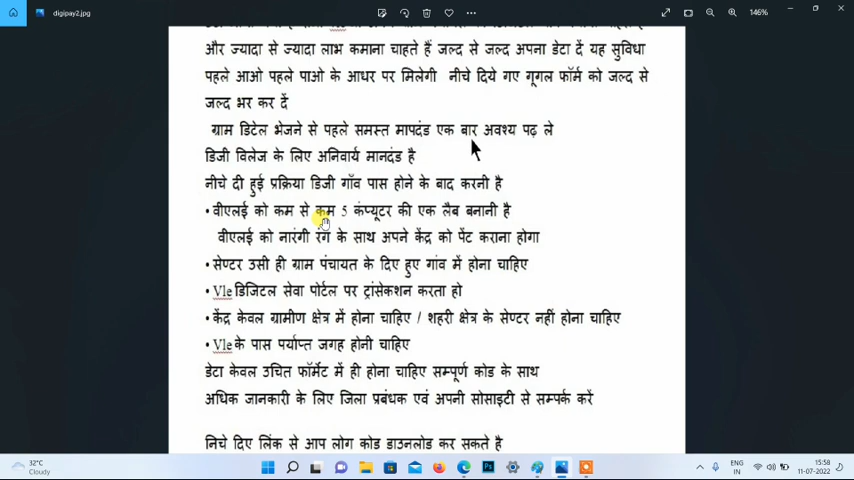 digipay2.jpg
146%
और ज्यादा से ज्यादा लाभ कमाना चाहते हैं जल्द से जल्द अपना डेटा दें यह सुविधा
पहले आओ पहले पाओ के आधर पर मिलेगी नीचे दिये गए गूगल फॉर्म को जल्द से
जल्द भर कर दें
ग्राम डिटेल भेजने से पहले समस्त मापदंड एक बार अवश्य पढ़ ले
डिजी विलेज के लिए अनिवार्य मानदंड है
नीचे दी हुई प्रक्रिया डिजी गाँव पास होने के बाद करनी है
• वीएलई को कम से कम 5 कंप्यूटर की एक लैब बनानी है
वीएलई को नारंगी रंग के साथ अपने केंद्र को पेंट कराना होगा
• सेण्टर उसी ही ग्राम पंचायत के दिए हुए गांव में होना चाहिए
• Vle डिजिटल सेवा पोर्टल पर ट्रांसेकशन करता हो
• केंद्र केवल ग्रामीण क्षेत्र में होना चाहिए / शहरी क्षेत्र के सेण्टर नहीं होना चाहिए
• Vle के पास पर्याप्त जगह होनी चाहिए
डेटा केवल उचित फॉर्मेट में ही होना चाहिए सम्पूर्ण कोड के साथ
अधिक जानकारी के लिए जिला प्रबंधक एवं अपनी सोसाइटी से सम्पर्क करें
निचे दिए लिंक से आप लोग कोड डाउनलोड कर सकते है
32°C
Cloudy
ENG
IN
15:58
11-07-2022